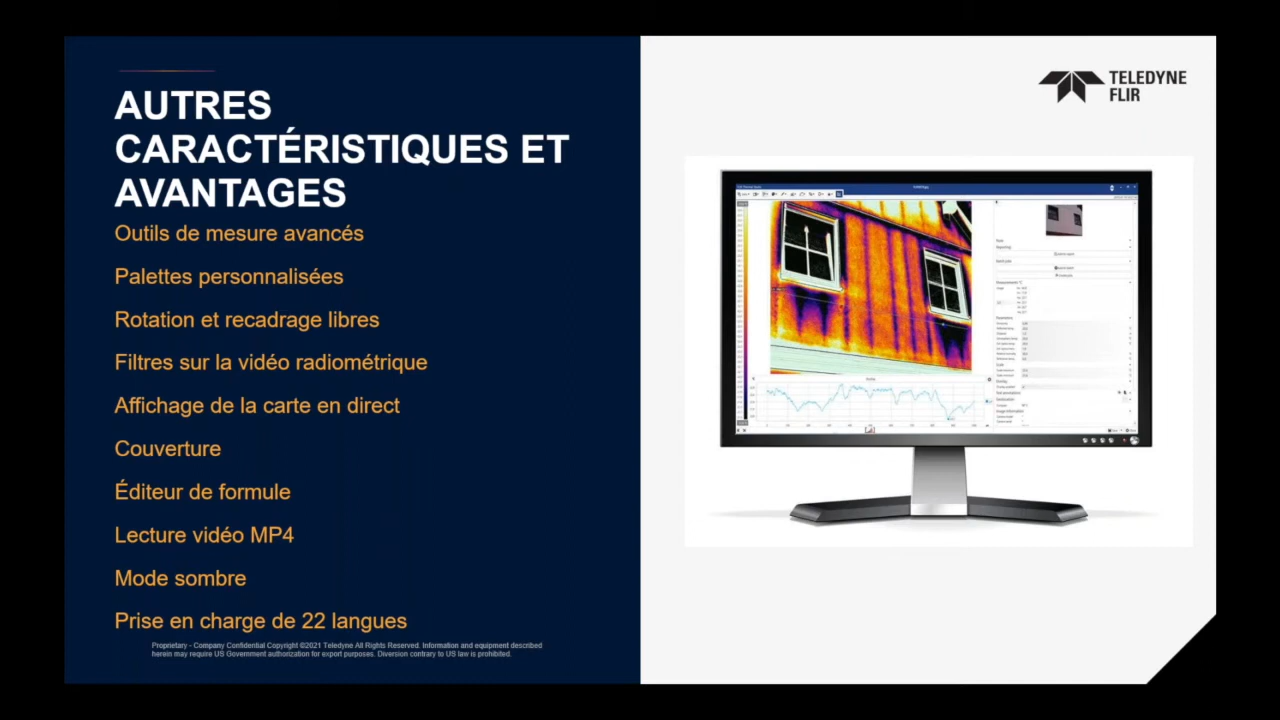 AUTRES
CARACTÉRISTIQUES ET
AVANTAGES
Outils de mesure avancés
Palettes personnalisées
Rotation et recadrage libres
Filtres sur la vidéo radiométrique
Affichage de la carte en direct
Couverture
Éditeur de formule
Lecture vidéo MP4
Mode sombre
Prise en charge de 22 langues
Proprietary - Company Confidential Copyright ©2021 Teledyne All Rights Reserved. Information and equipment described
herein may require US Government authorization for export purposes. Diversion contrary to US law is prohibited.
TELEDYNE
FLIR